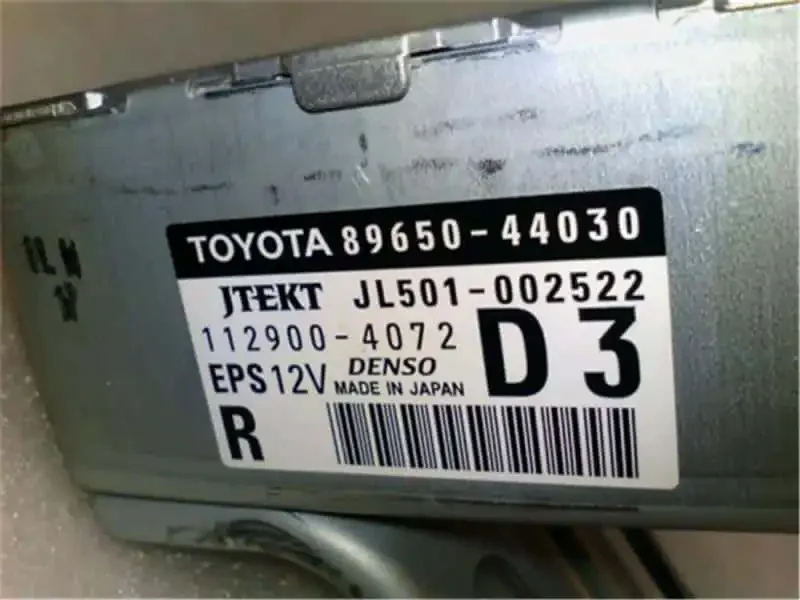 TOYOTA 89650-44030
JTEKT JL501-002522
112900-4072
D3
EPS12V
DENSO
MADE IN JAPAN
R